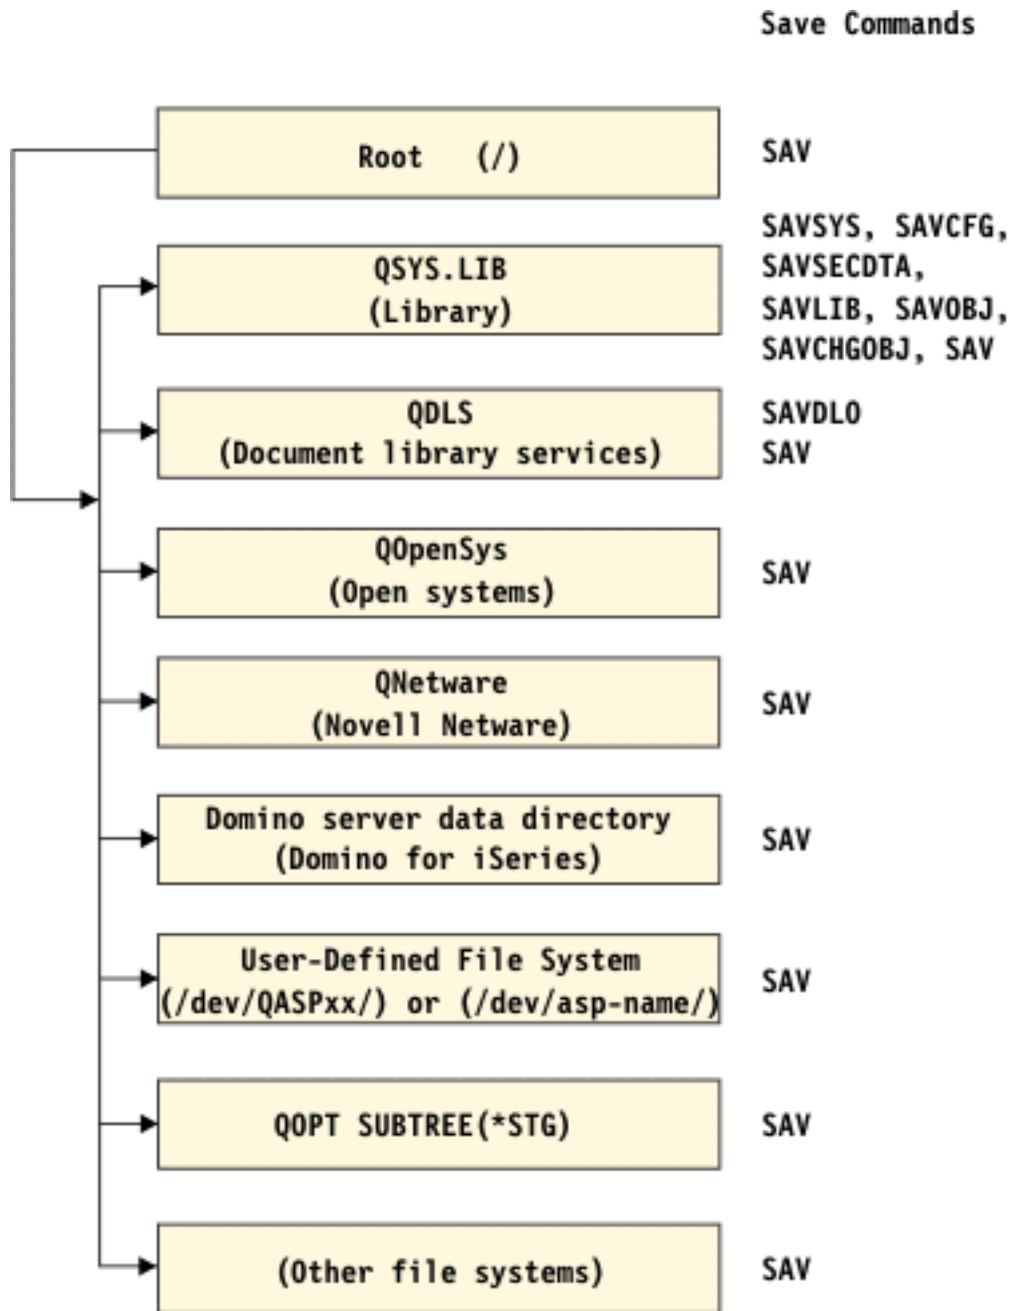 Save Commands
Root (/)
SAV
QSYS.LIB
(Library)
SAVSYS, SAVCFG,
SAVSECDTA,
SAVLIB, SAVOBJ,
SAVCHGOBJ, SAV
QDLS
(Document library services)
SAVDLO
SAV
QOpenSys
(Open systems)
SAV
QNetware
(Novell Netware)
SAV
Domino server data directory
(Domino for iSeries)
SAV
User-Defined File System
(/dev/QASPxx/) or (/dev/asp-name/)
SAV
QOPT SUBTREE(*STG)
SAV
(Other file systems)
SAV